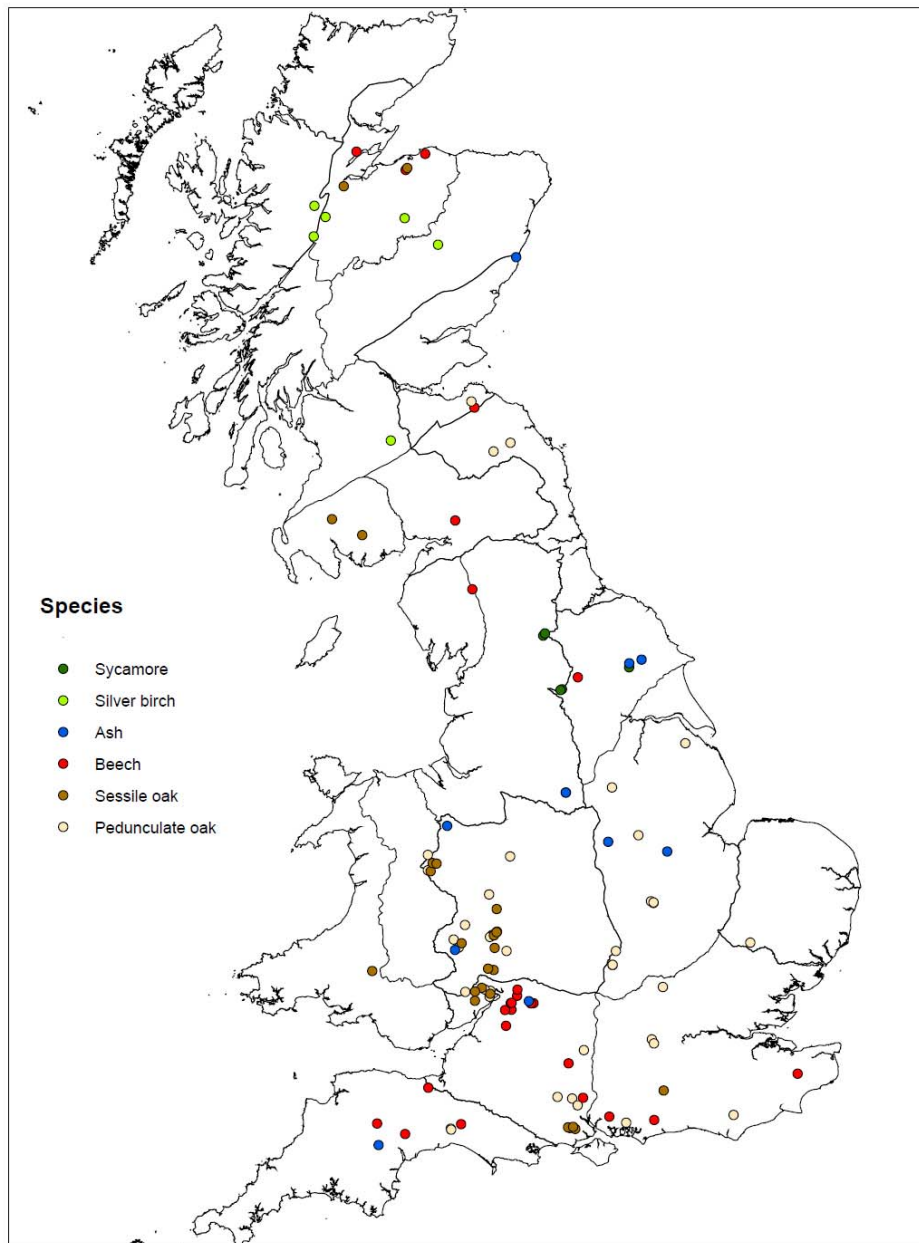 Species
Sycamore
Silver birch
Ash
Beech
Sessile oak
Pedunculate oak